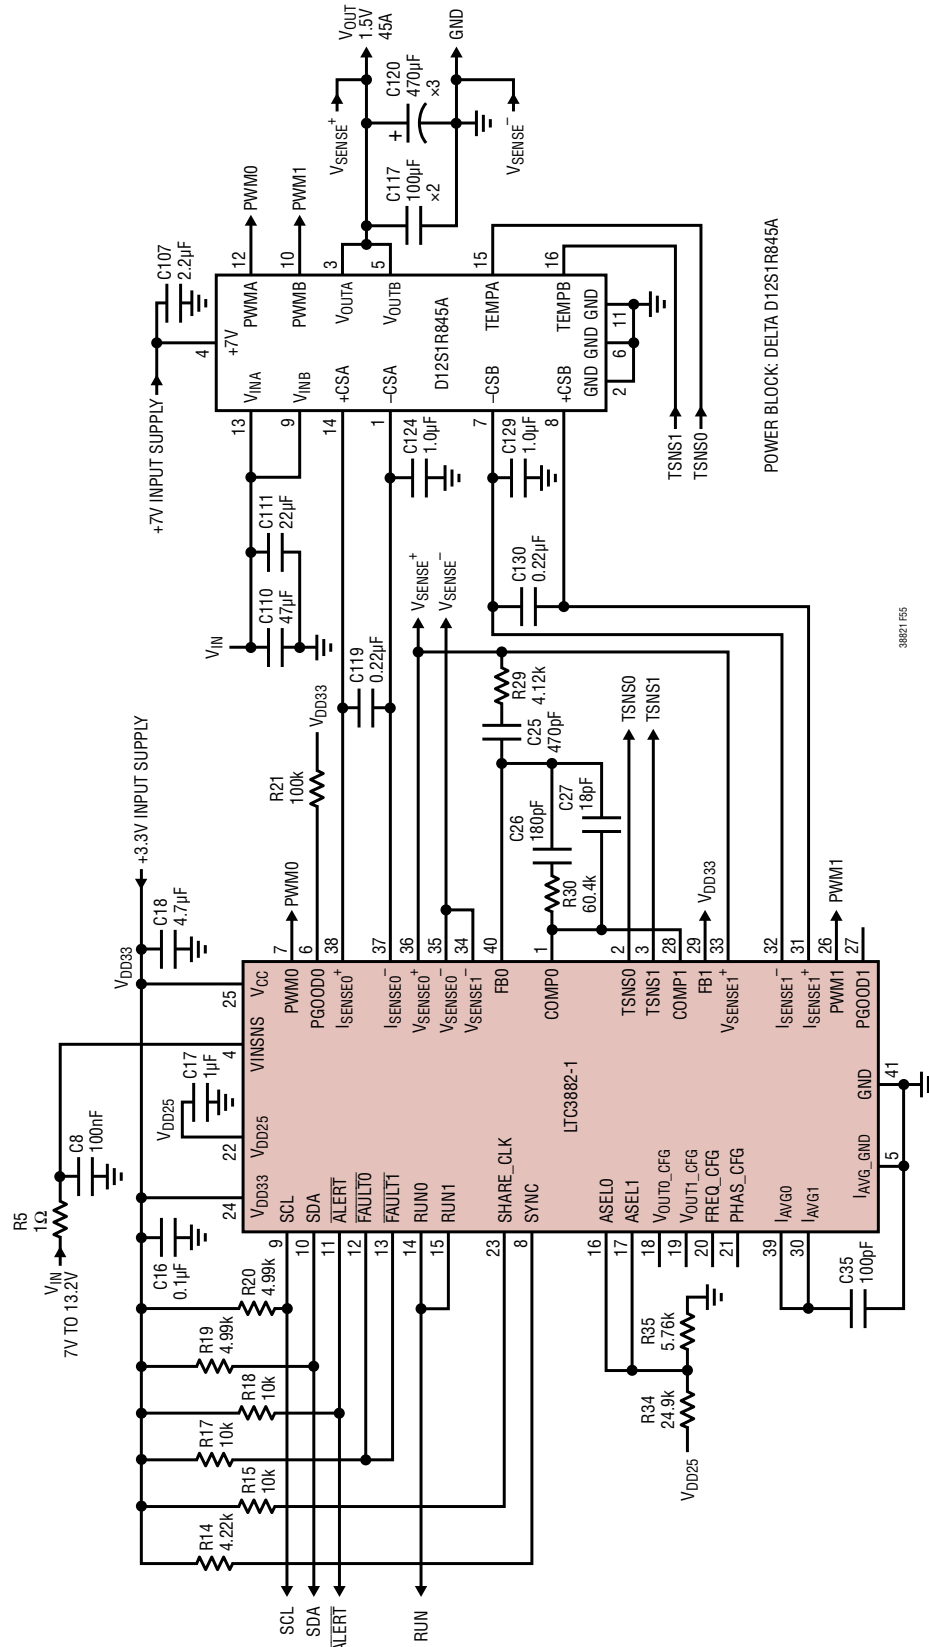 SCL
SDA
ALERT
RUN
R14
4.22k
R15
10k
R17
10k
R18
10k
R19
4.99k
R20
4.99k
C16
0.1µF
VIN
7V TO 13.2V
R5
1Ω
C8
100nF
VDD25
C17
1µF
VDD33
C18
4.7µF
+3.3V INPUT SUPPLY
24
VDD33
22
VDD25
4
VINSNS
25
VCC
9
SCL
10
SDA
11
ALERT
12
FAULT0
13
FAULT1
14
RUN0
15
RUN1
23
SHARE_CLK
8
SYNC
16
ASEL0
17
ASEL1
18
VOUT0_CFG
19
VOUT1_CFG
20
FREQ_CFG
21
PHAS_CFG
39
IAVG0
30
IAVG1
IAVG_GND
5
GND
41
LTC3882-1
VDD25
R34
24.9k
R35
5.76k
C35
100pF
7
PWM0
PWM0
6
PGOOD0
38
ISENSE0+
37
ISENSE0–
36
VSENSE0+
35
VSENSE0–
34
VSENSE1–
40
FB0
1
COMP0
2
TSNS0
3
TSNS1
28
COMP1
29
FB1
33
VSENSE1+
32
ISENSE1–
31
ISENSE1+
26
PWM1
27
PGOOD1
PWM1
VDD33
TSNS0
TSNS1
R21
100k
VDD33
C119
0.22µF
VSENSE+
VSENSE–
R29
4.12k
C25
470pF
C26
180pF
C27
18pF
R30
60.4k
VIN
C110
47µF
C111
22µF
+7V INPUT SUPPLY
C107
2.2µF
C124
1.0µF
C129
1.0µF
C130
0.22µF
4
+7V
13
VINA
9
VINB
14
+CSA
1
–CSA
7
–CSB
8
+CSB
12
PWMA
PWM0
10
PWMB
PWM1
3
VOUTA
5
VOUTB
15
TEMPA
16
TEMPB
D12S1R845A
GND GND GND
2
6
11
VSENSE+
VOUT
1.5V
45A
C117
100µF
×2
+
C120
470µF
×3
GND
VSENSE–
TSNS1
TSNS0
POWER BLOCK: DELTA D12S1R845A
38821 F55